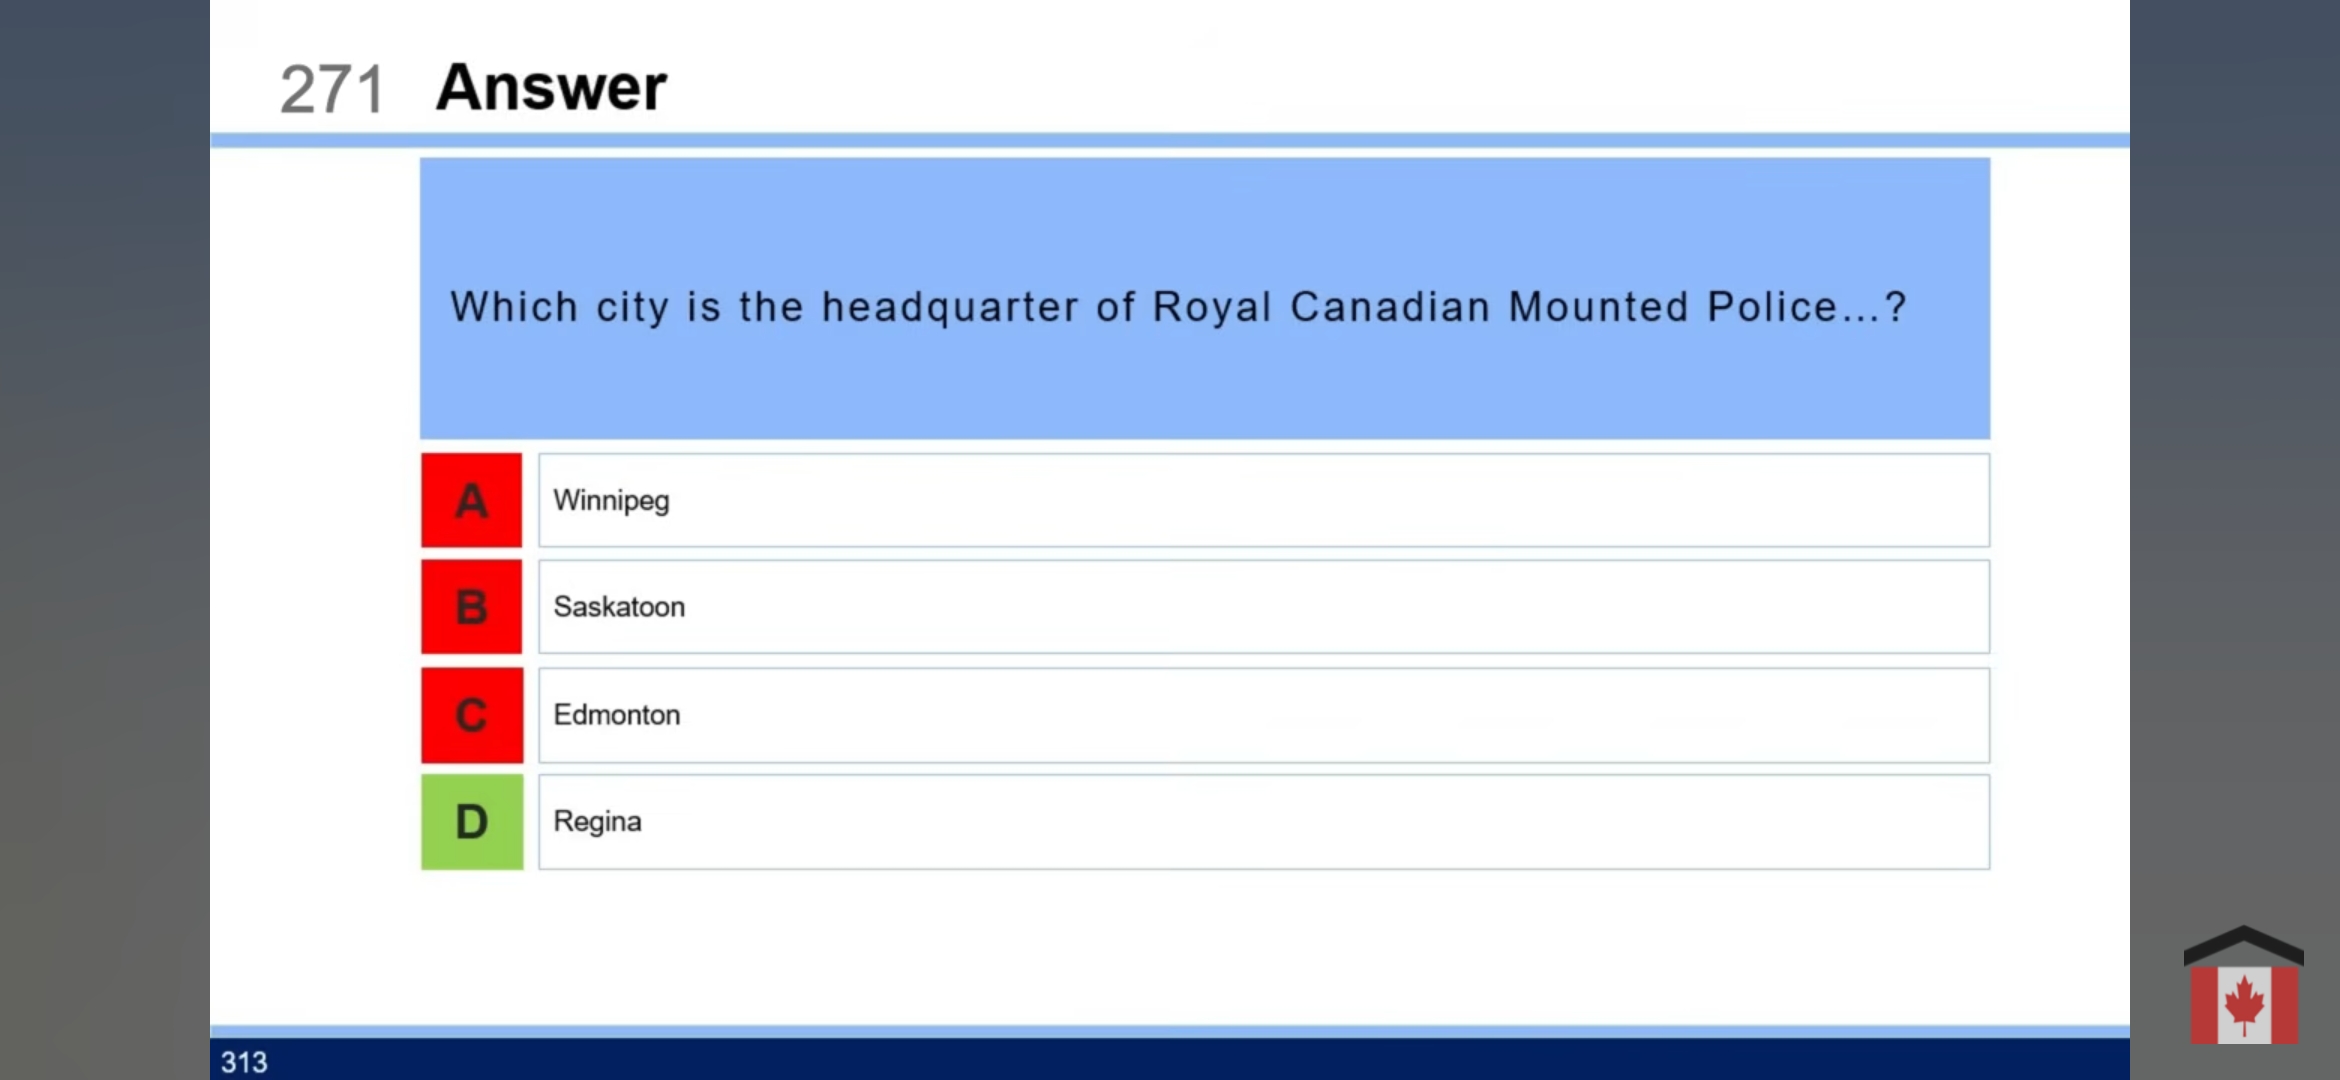 271 Answer
Which city is the headquarter of Royal Canadian Mounted Police...?
A Winnipeg
B Saskatoon
C Edmonton
D Regina
313